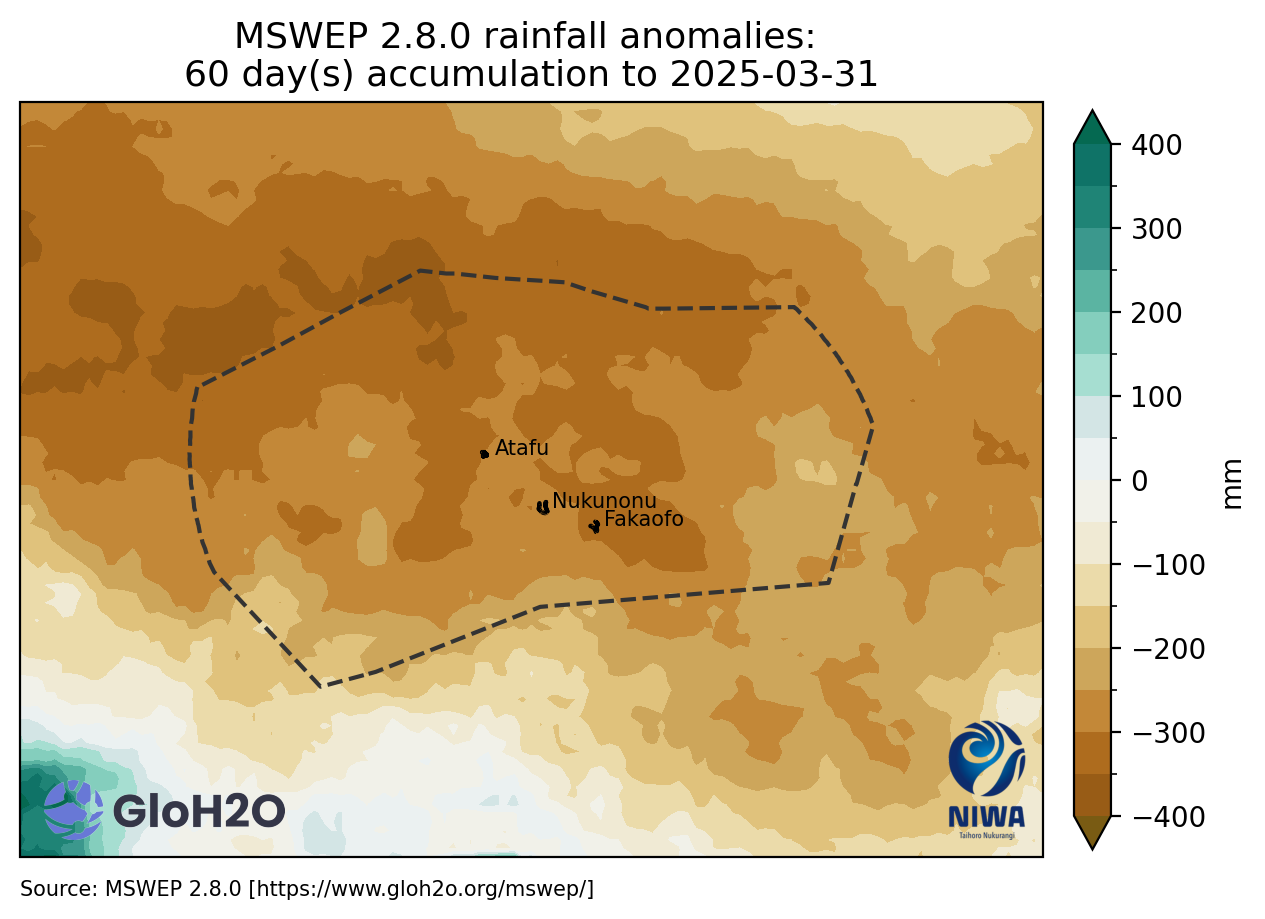 MSWEP 2.8.0 rainfall anomalies:
60 day(s) accumulation to 2025-03-31
400
300
200
100
0
−100
−200
−300
−400
mm
Atafu
Nukunonu
Fakaofo
GloH2O
NIWA
Taihoro Nukurangi
Source: MSWEP 2.8.0 [https://www.gloh2o.org/mswep/]